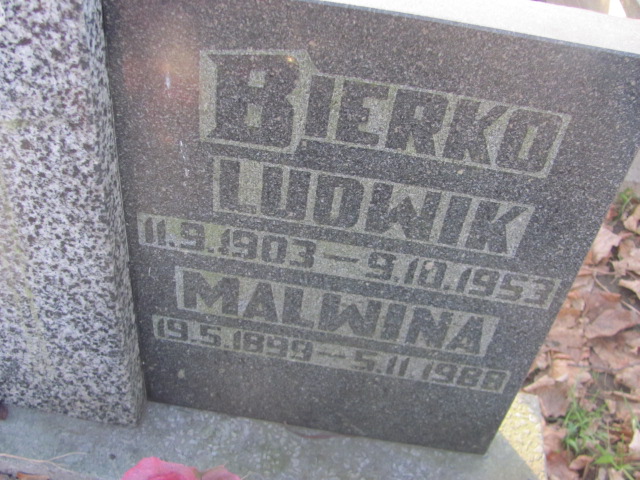 BIERKO
LUDWIK
11.9.1903 – 9.10.1953
MALWINA
19.5.1899 – 5.11.1988